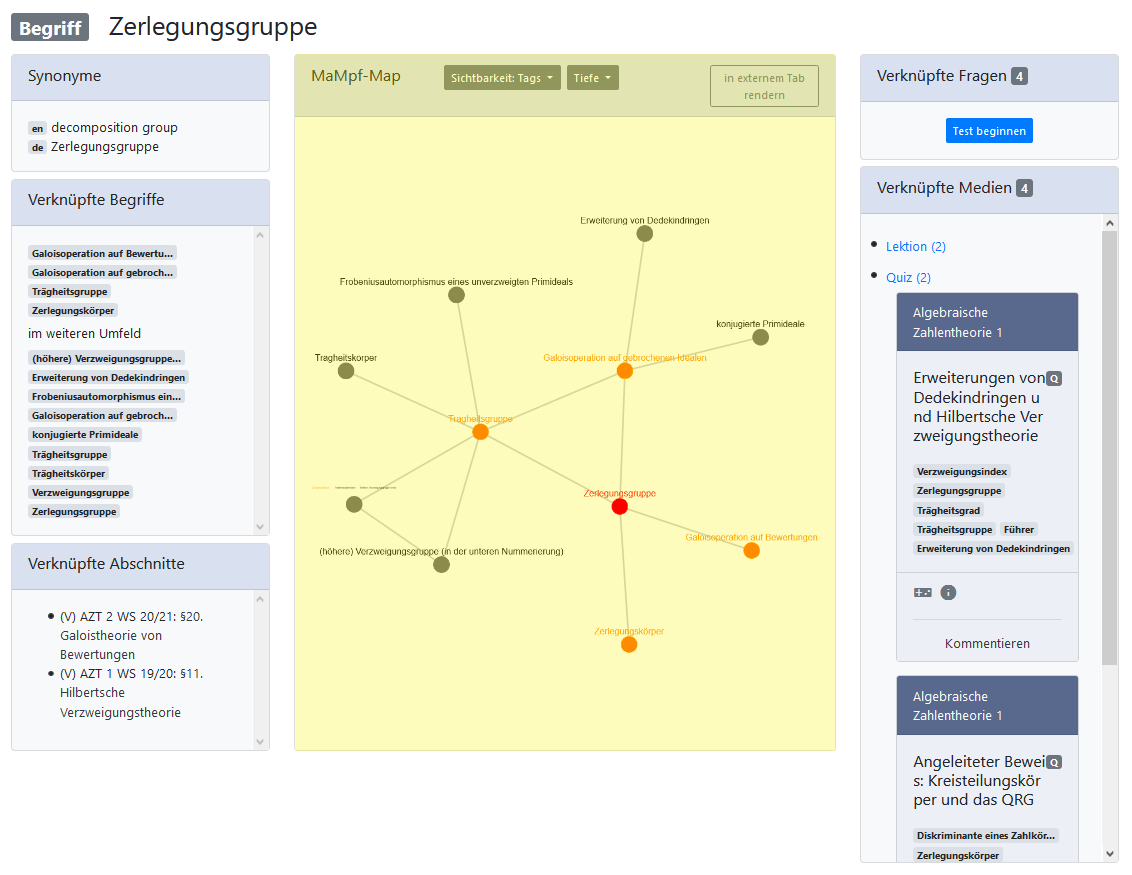 Begriff Zerlegungsgruppe
Synonyme
en decomposition group
de Zerlegungsgruppe
Verknüpfte Begriffe
Galoisoperation auf Bewertu...
Galoisoperation auf gebroch...
Trägheitsgruppe
Zerlegungskörper
im weiteren Umfeld
(höhere) Verzweigungsgruppe...
Erweiterung von Dedekindringen
Frobeniusautomorphismus ein...
Galoisoperation auf gebroch...
konjugierte Primideale
Trägheitsgruppe
Trägheitskörper
Verzweigungsgruppe
Zerlegungsgruppe
Verknüpfte Abschnitte
(V) AZT 2 WS 20/21: §20.
Galoistheorie von
Bewertungen
(V) AZT 1 WS 19/20: §11.
Hilbertsche
Verzweigungstheorie
MaMpf-Map
Sichtbarkeit: Tags
Tiefe
in externem Tab
rendern
Erweiterung von Dedekindringen
Frobeniusautomorphismus eines unverzweigten Primideals
konjugierte Primideale
Tragheitskorper
Galoisoperation auf gebrochenen Idealen
Tragheitsgruppe
Zerlegungsgruppe
Galoisoperation auf Bewertungen
(höhere) Verzweigungsgruppe (in der unteren Nummerierung)
Zerlegungskörper
Verknüpfte Fragen 4
Test beginnen
Verknüpfte Medien 4
Lektion (2)
Quiz (2)
Algebraische
Zahlentheorie 1
Erweiterungen von Q
Dedekindringen u
nd Hilbertsche Ver
zweigungstheorie
Verzweigungsindex
Zerlegungsgruppe
Trägheitsgrad
Trägheitsgruppe Führer
Erweiterung von Dedekindringen
Kommentieren
Algebraische
Zahlentheorie 1
Angeleiteter Bewei Q
s: Kreisteilungskör
per und das QRG
Diskriminante eines Zahlkör...
Zerlegungskörper